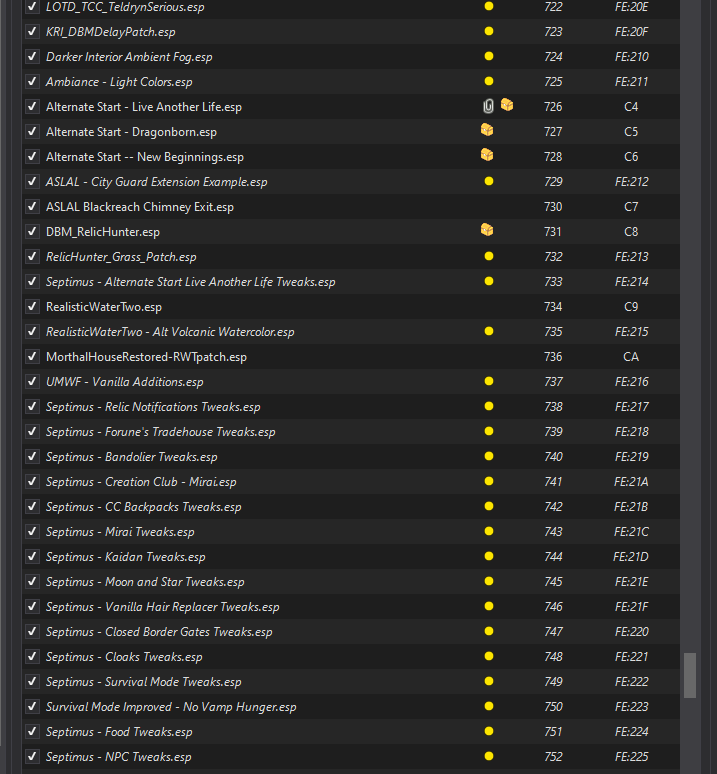 LOTD_TCC_TeldrynSerious.esp 722 FE:20E
KRI_DBMDelayPatch.esp 723 FE:20F
Darker Interior Ambient Fog.esp 724 FE:210
Ambiance - Light Colors.esp 725 FE:211
Alternate Start - Live Another Life.esp 726 C4
Alternate Start - Dragonborn.esp 727 C5
Alternate Start -- New Beginnings.esp 728 C6
ASLAL - City Guard Extension Example.esp 729 FE:212
ASLAL Blackreach Chimney Exit.esp 730 C7
DBM_RelicHunter.esp 731 C8
RelicHunter_Grass_Patch.esp 732 FE:213
Septimus - Alternate Start Live Another Life Tweaks.esp 733 FE:214
RealisticWaterTwo.esp 734 C9
RealisticWaterTwo - Alt Volcanic Watercolor.esp 735 FE:215
MorthalHouseRestored-RWTpatch.esp 736 CA
UMWF - Vanilla Additions.esp 737 FE:216
Septimus - Relic Notifications Tweaks.esp 738 FE:217
Septimus - Forune's Tradehouse Tweaks.esp 739 FE:218
Septimus - Bandolier Tweaks.esp 740 FE:219
Septimus - Creation Club - Mirai.esp 741 FE:21A
Septimus - CC Backpacks Tweaks.esp 742 FE:21B
Septimus - Mirai Tweaks.esp 743 FE:21C
Septimus - Kaidan Tweaks.esp 744 FE:21D
Septimus - Moon and Star Tweaks.esp 745 FE:21E
Septimus - Vanilla Hair Replacer Tweaks.esp 746 FE:21F
Septimus - Closed Border Gates Tweaks.esp 747 FE:220
Septimus - Cloaks Tweaks.esp 748 FE:221
Septimus - Survival Mode Tweaks.esp 749 FE:222
Survival Mode Improved - No Vamp Hunger.esp 750 FE:223
Septimus - Food Tweaks.esp 751 FE:224
Septimus - NPC Tweaks.esp 752 FE:225